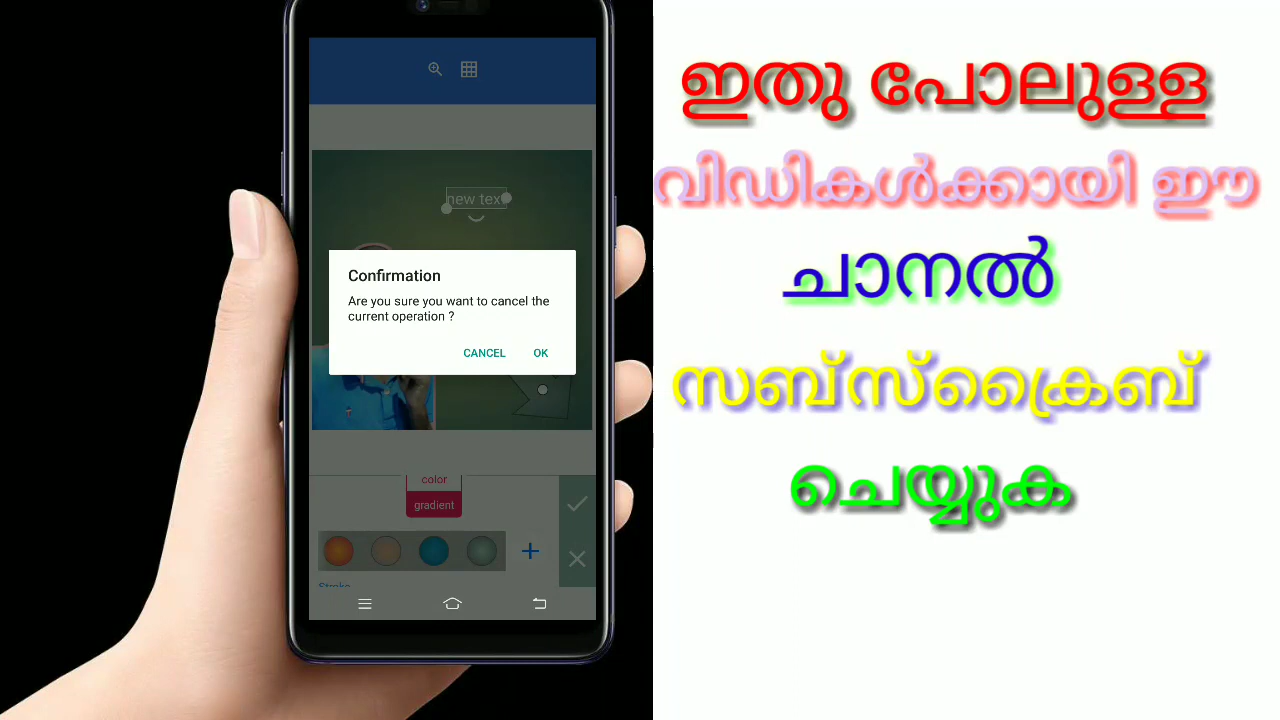 new tex
Confirmation
Are you sure you want to cancel the
current operation ?
CANCEL OK
color
gradient
Stroke
ഇതു പോലുള്ള
വിഡികൾക്കായി ഈ
ചാനൽ
സബ്സ്ക്രൈബ്
ചെയ്യുക